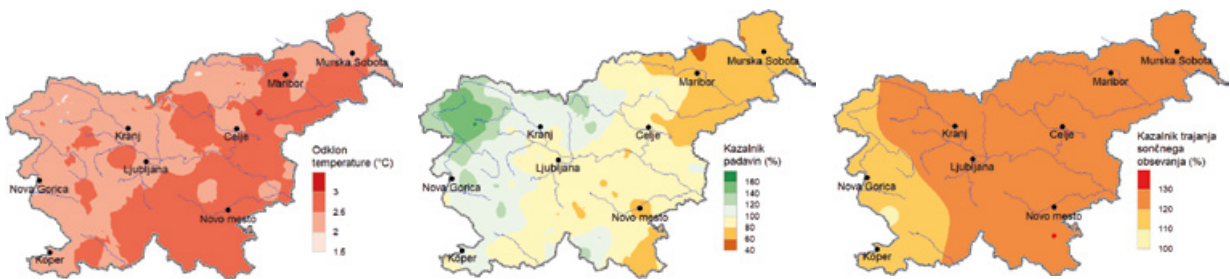 Murska Sobota
Maribor
Kranj
Celje
Ljubljana
Nova Gorica
Novo mesto
Koper
Odklon
temperature (°C)
3
2.5
2
1.5
Murska Sobota
Maribor
Kranj
Celje
Ljubljana
Nova Gorica
Novo mesto
Koper
Kazalnik
padavin (%)
160
140
120
100
80
60
40
Murska Sobota
Maribor
Kranj
Celje
Ljubljana
Nova Gorica
Novo mesto
Koper
Kazalnik trajanja
sončnega
obsevanja (%)
130
120
110
100